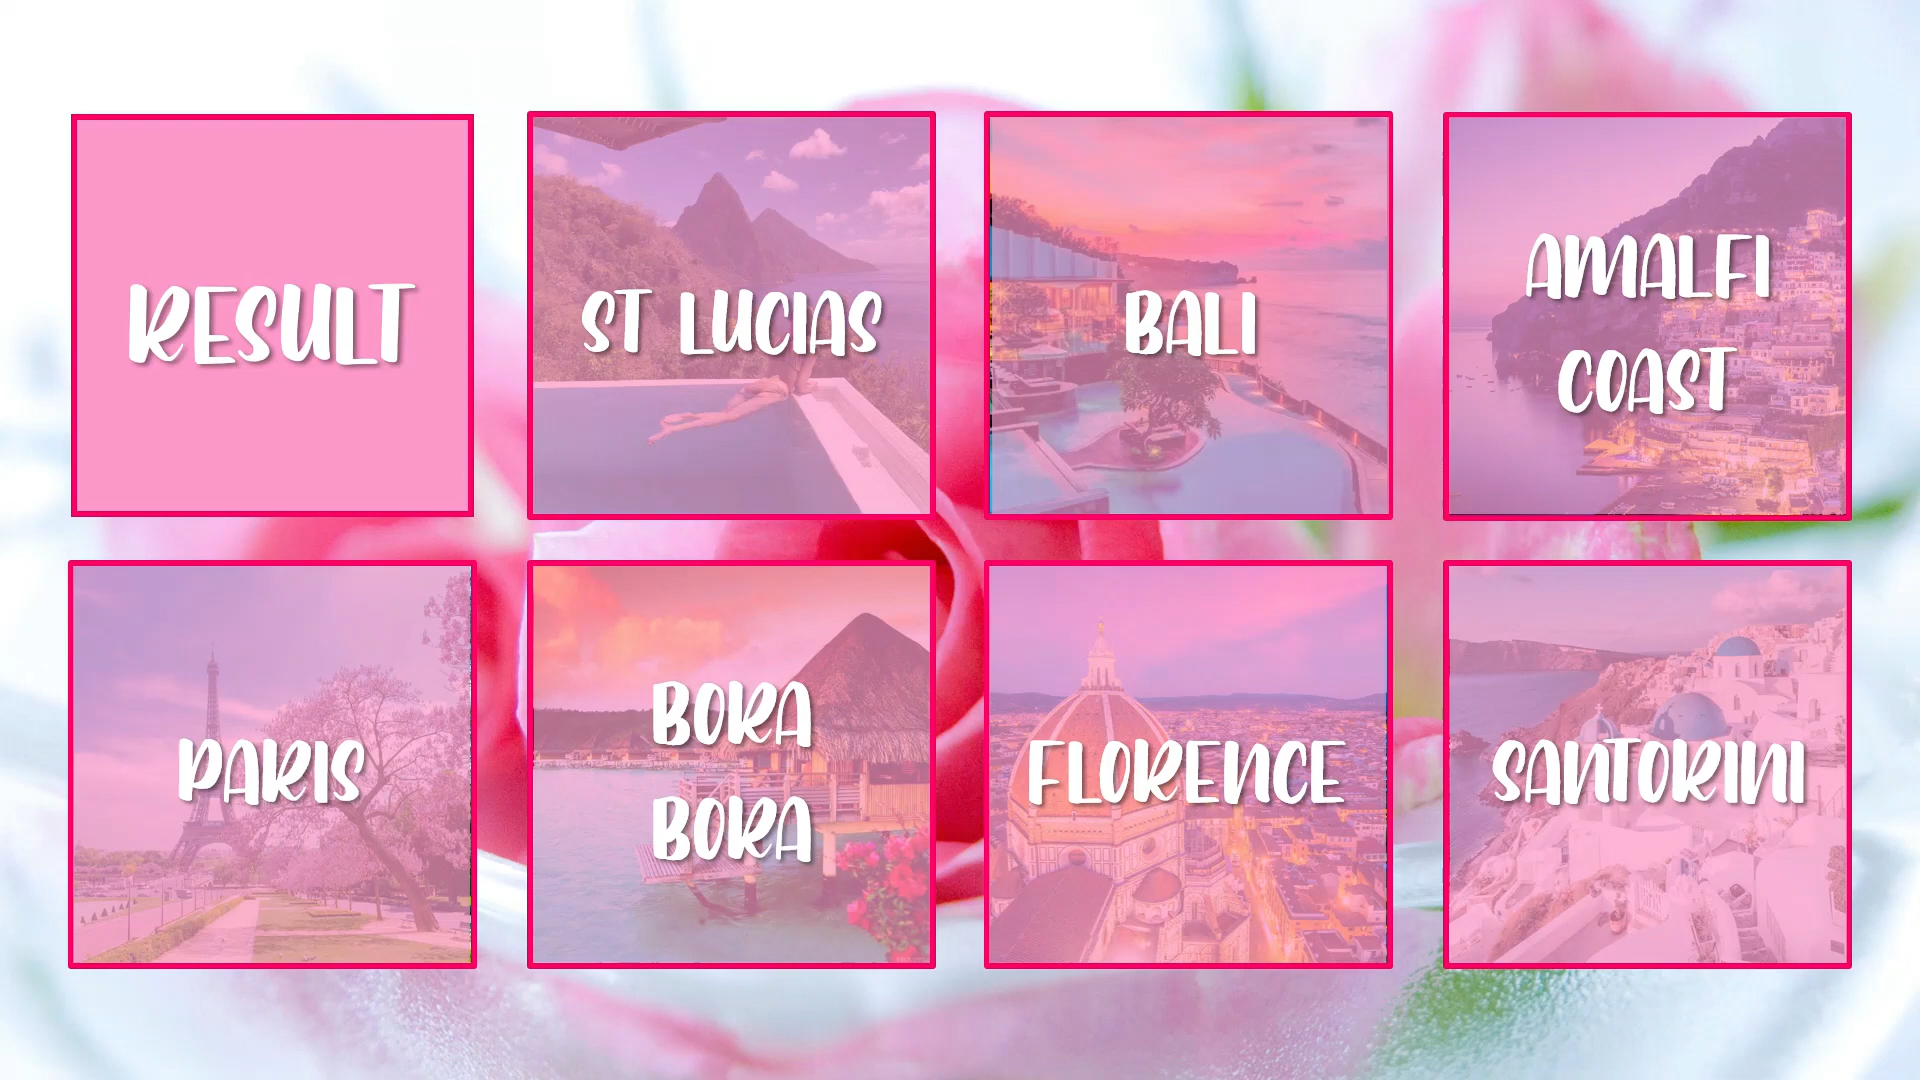 RESULT
ST LUCIAS
BALI
AMALFI
COAST
PARIS
BORA
BORA
FLORENCE
SANTORINI